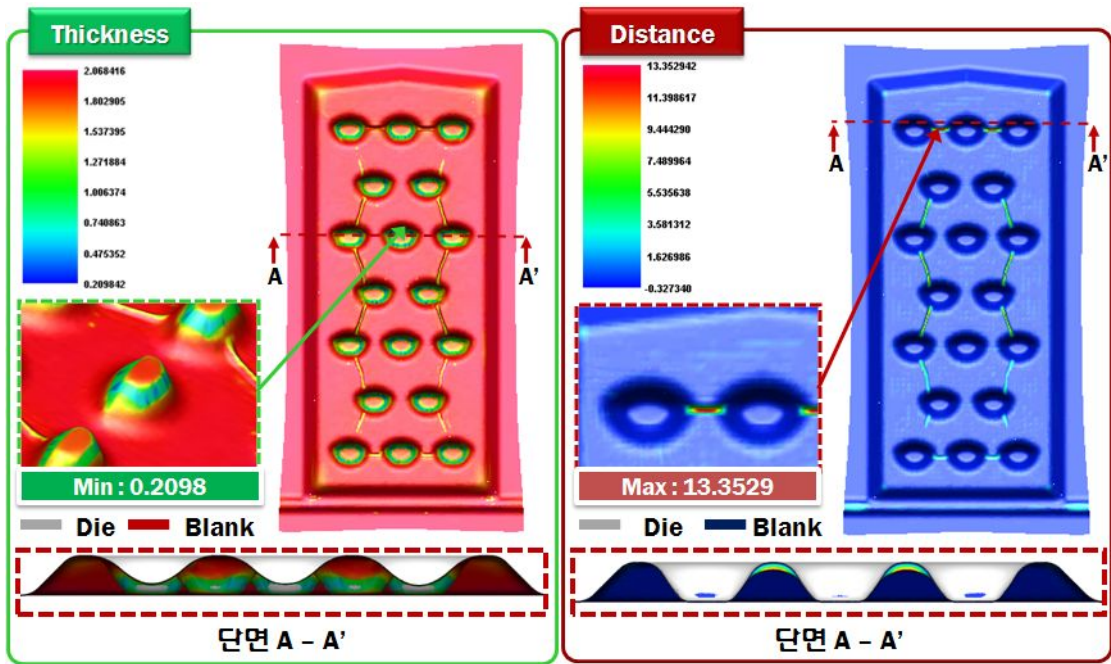 Thickness
2.068416
1.802905
1.537395
1.271884
1.006374
0.740863
0.475352
0.209842
A
A'
Min : 0.2098
Die
Blank
단면 A – A'
Distance
13.352942
11.398617
9.444290
7.489964
5.535638
3.581312
1.626986
-0.327340
A
A'
Max : 13.3529
Die
Blank
단면 A – A'